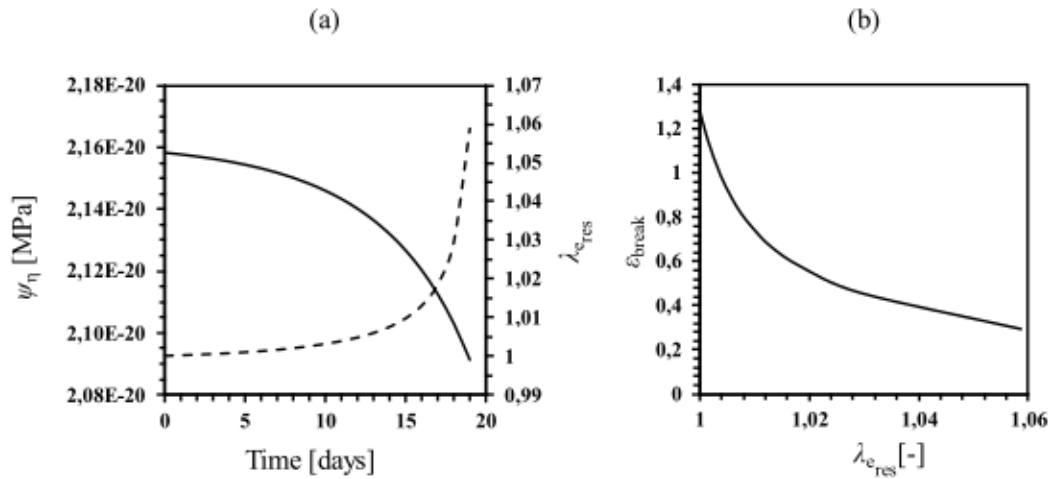 (a)
(b)
2,18E-20
2,16E-20
2,14E-20
2,12E-20
2,10E-20
2,08E-20
ψη [MPa]
1,07
1,06
1,05
1,04
1,03
1,02
1,01
1
0,99
λeres
0
5
10
15
20
Time [days]
1,4
1,2
1
0,8
0,6
0,4
0,2
0
εbreak
1
1,02
1,04
1,06
λeres[-]